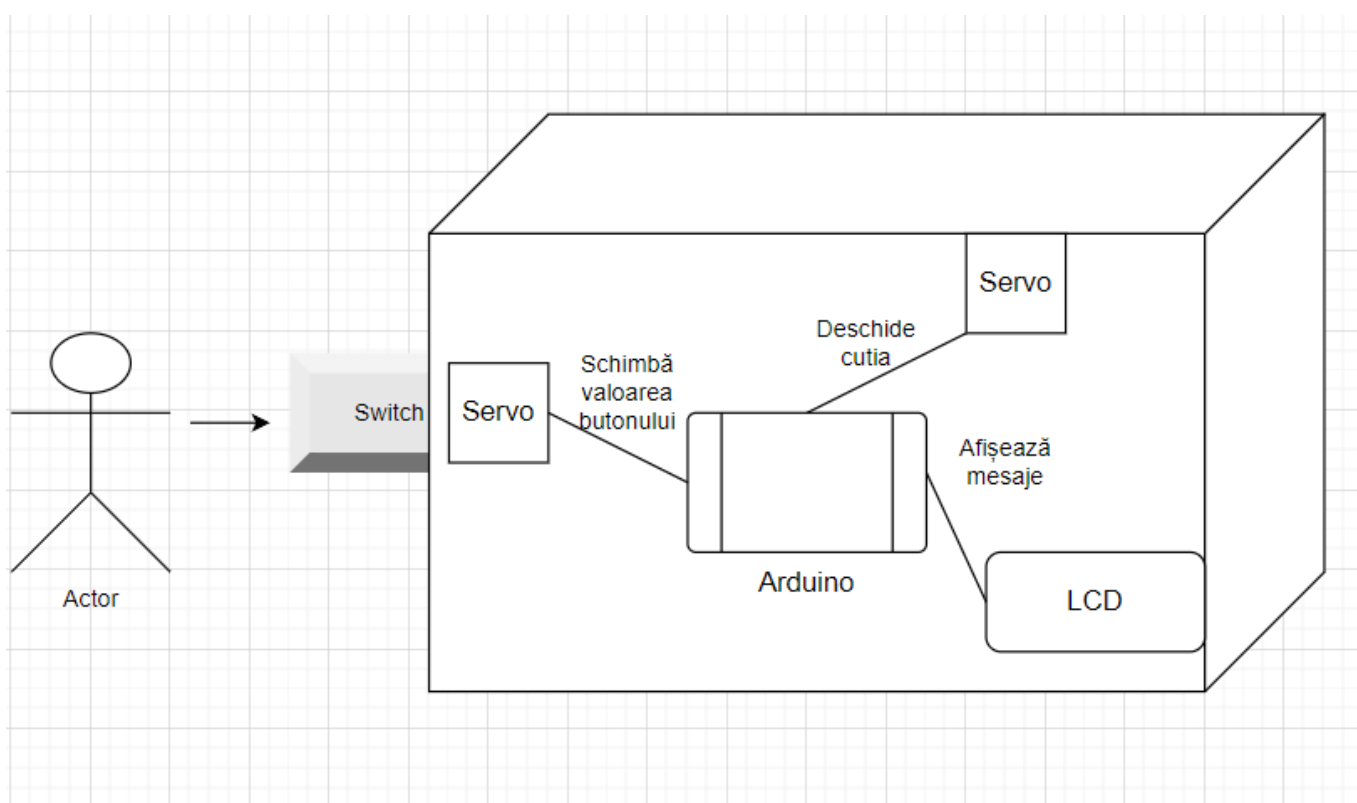 Servo
Deschide
cutia
Schimbă
valoarea
butonului
Switch
Servo
Afișează
mesaje
Arduino
Actor
LCD